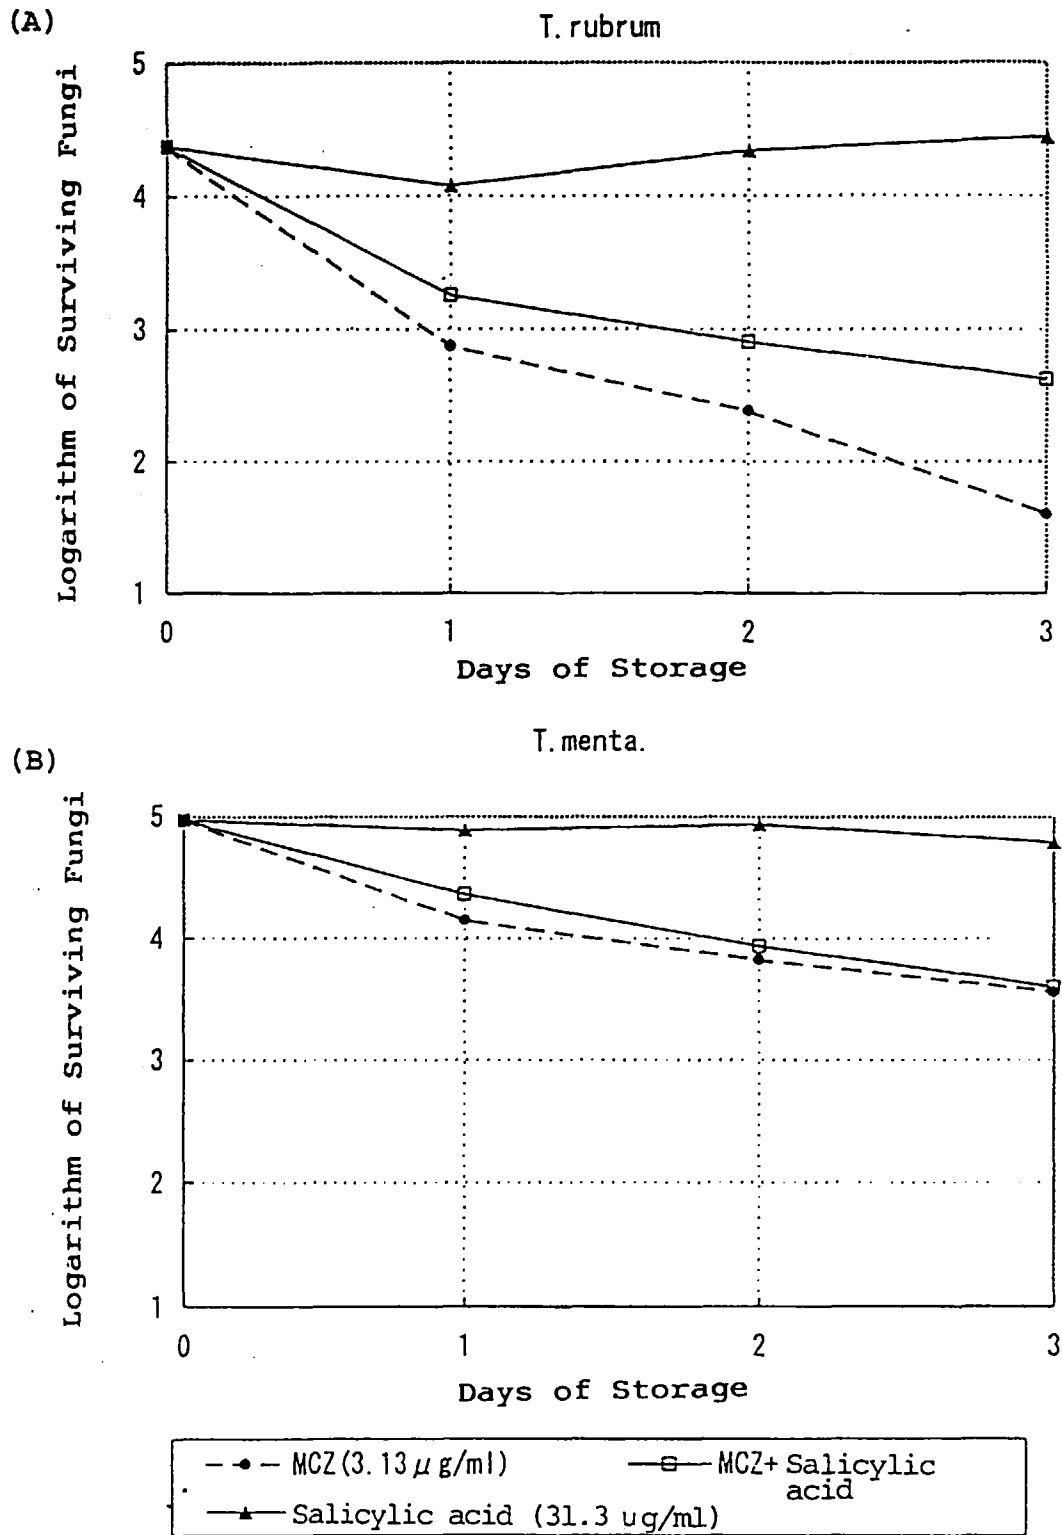 (A)
T. rubrum
Logarithm of Surviving Fungi
5
4
3
2
1
0 1 2 3
Days of Storage
(B)
T. menta.
Logarithm of Surviving Fungi
5
4
3
2
1
0 1 2 3
Days of Storage
MCZ (3.13 μg/ml)
MCZ+ Salicylic
acid
Salicylic acid (31.3 ug/ml)